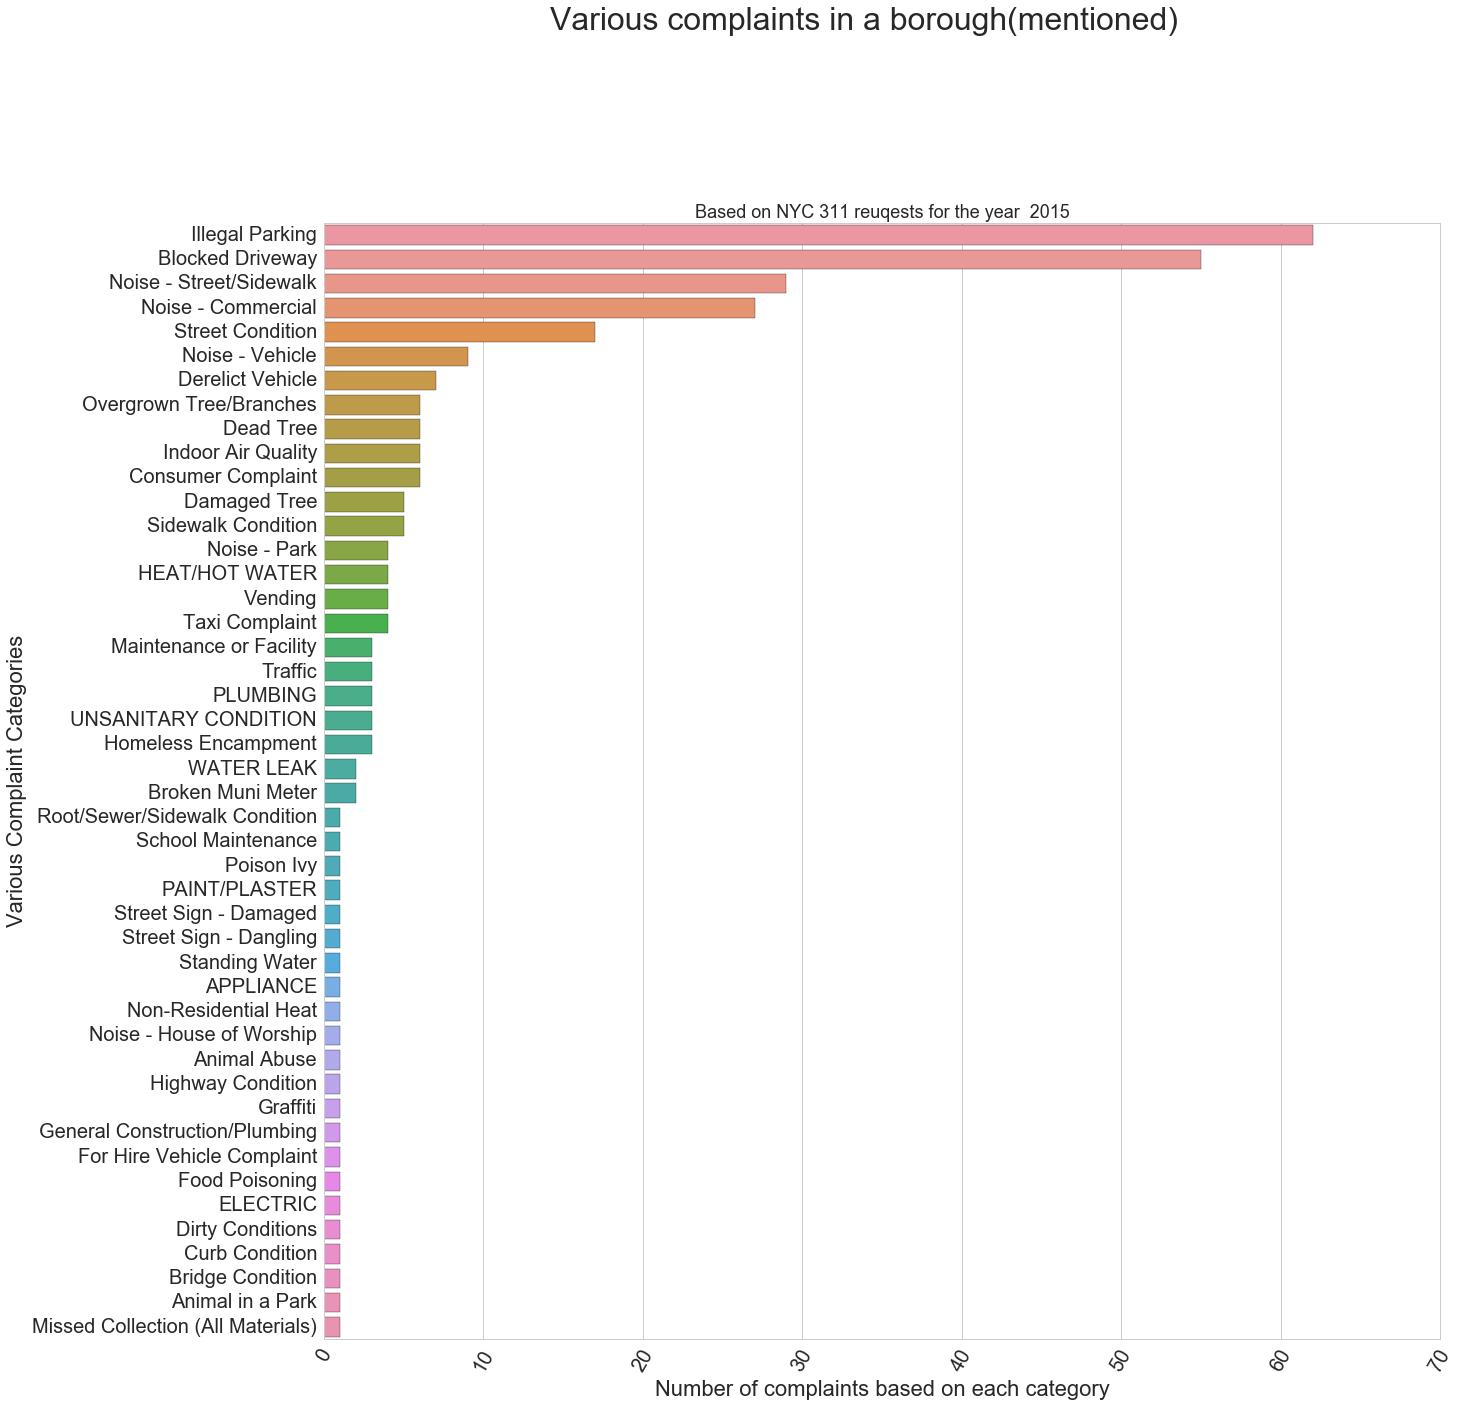 Various complaints in a borough(mentioned)
Based on NYC 311 reuqests for the year  2015
Various Complaint Categories
Illegal Parking
Blocked Driveway
Noise - Street/Sidewalk
Noise - Commercial
Street Condition
Noise - Vehicle
Derelict Vehicle
Overgrown Tree/Branches
Dead Tree
Indoor Air Quality
Consumer Complaint
Damaged Tree
Sidewalk Condition
Noise - Park
HEAT/HOT WATER
Vending
Taxi Complaint
Maintenance or Facility
Traffic
PLUMBING
UNSANITARY CONDITION
Homeless Encampment
WATER LEAK
Broken Muni Meter
Root/Sewer/Sidewalk Condition
School Maintenance
Poison Ivy
PAINT/PLASTER
Street Sign - Damaged
Street Sign - Dangling
Standing Water
APPLIANCE
Non-Residential Heat
Noise - House of Worship
Animal Abuse
Highway Condition
Graffiti
General Construction/Plumbing
For Hire Vehicle Complaint
Food Poisoning
ELECTRIC
Dirty Conditions
Curb Condition
Bridge Condition
Animal in a Park
Missed Collection (All Materials)
0 10 20 30 40 50 60 70
Number of complaints based on each category